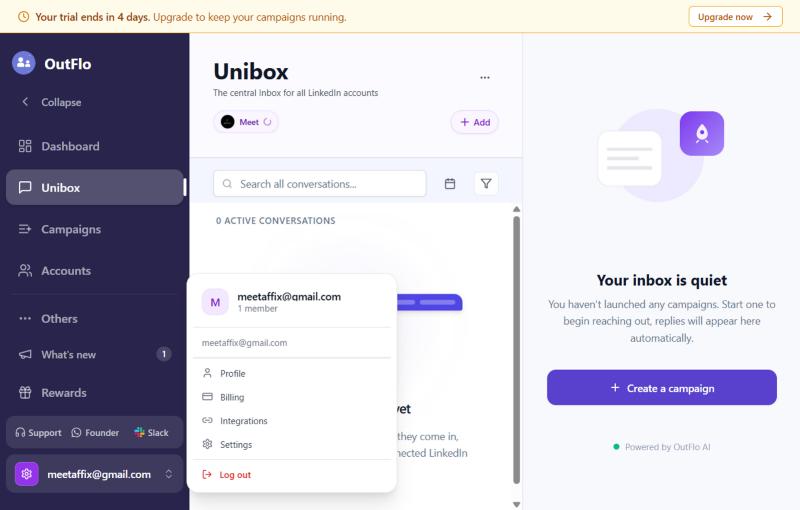 Your trial ends in 4 days. Upgrade to keep your campaigns running.
Upgrade now
OutFlo
Collapse
Dashboard
Unibox
Campaigns
Accounts
Others
What's new
1
Rewards
Support
Founder
Slack
meetaffix@gmail.com
Unibox
...
The central Inbox for all LinkedIn accounts
Meet
+ Add
Search all conversations...
0 ACTIVE CONVERSATIONS
M
meetaffix@gmail.com
1 member
meetaffix@gmail.com
Profile
Billing
Integrations
Settings
Log out
they come in,
LinkedIn
Your inbox is quiet
You haven't launched any campaigns. Start one to
begin reaching out, replies will appear here
automatically.
+ Create a campaign
Powered by OutFlo AI